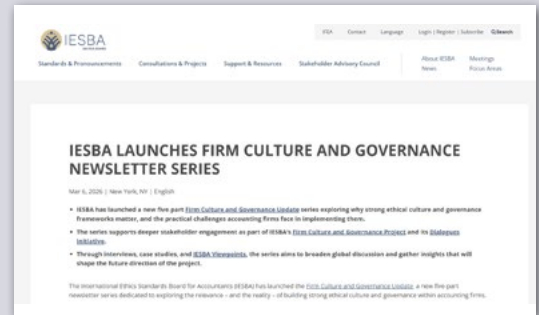 IESBA
IFEA Contact Language Login | Register | Subscribe Search
Standards & Pronouncements Consultations & Projects Support & Resources Stakeholder Advisory Council About IESBA Meetings
News Focus Areas
IESBA LAUNCHES FIRM CULTURE AND GOVERNANCE
NEWSLETTER SERIES
Mar 6, 2026 | New York, NY | English
• IESBA has launched a new five part Firm Culture and Governance Update series exploring why strong ethical culture and governance
frameworks matter, and the practical challenges accounting firms face in implementing them.
• The series supports deeper stakeholder engagement as part of IESBA's Firm Culture and Governance Project and its Dialogues
Initiative.
• Through interviews, case studies, and IESBA Viewpoints, the series aims to broaden global discussion and gather insights that will
shape the future direction of the project.
The International Ethics Standards Board for Accountants (IESBA) has launched the Firm Culture and Governance Update, a new five-part
newsletter series dedicated to exploring the relevance – and the reality – of building strong ethical culture and governance within accounting firms.